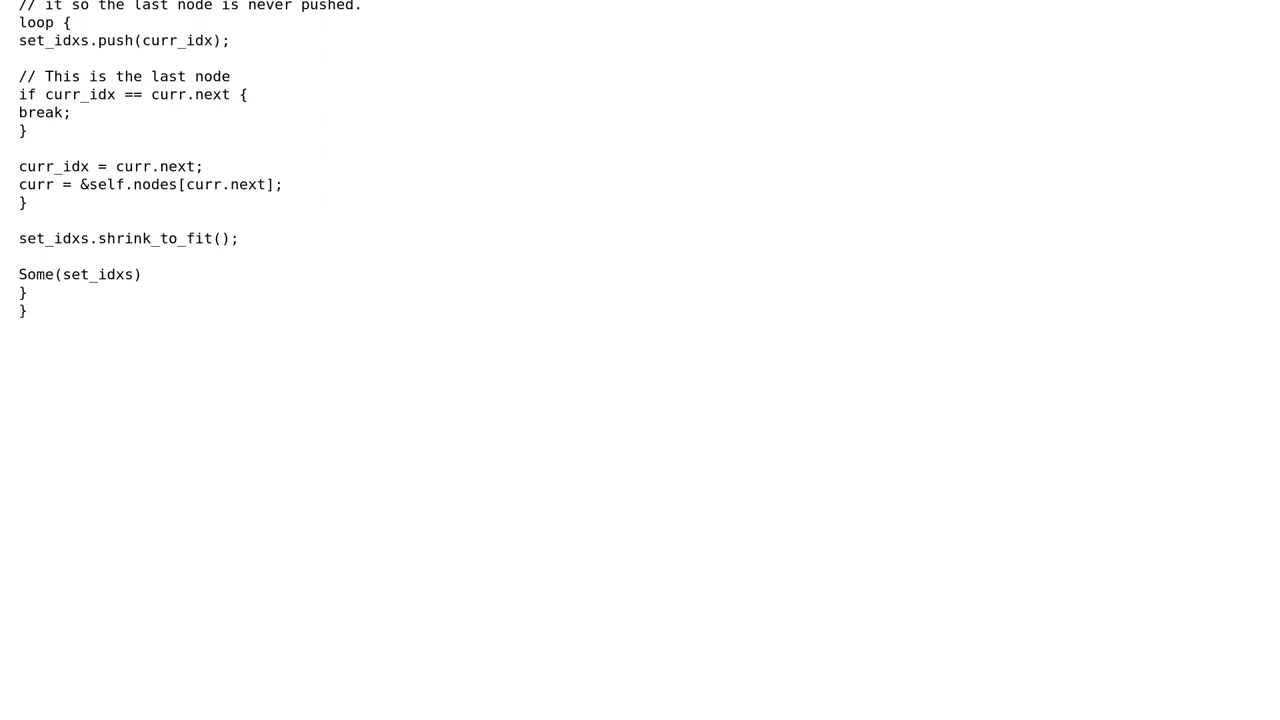 // it so the last node is never pushed.
loop {
set_idxs.push(curr_idx);

// This is the last node
if curr_idx == curr.next {
break;
}

curr_idx = curr.next;
curr = &self.nodes[curr.next];
}

set_idxs.shrink_to_fit();

Some(set_idxs)
}
}